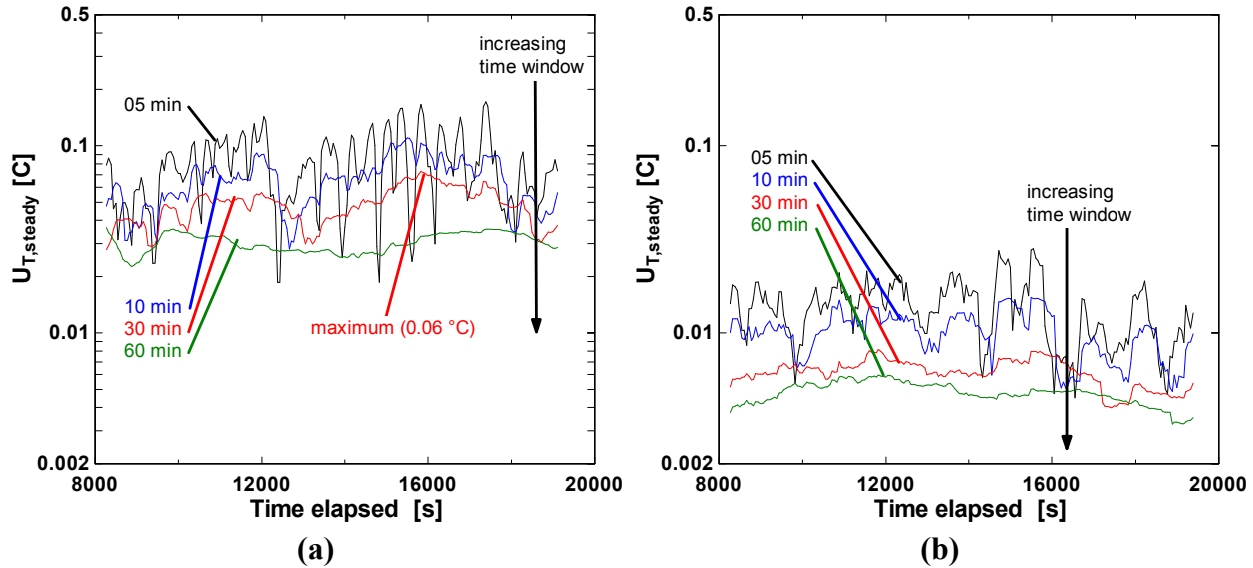 0.5
0.1
0.01
0.002
U_T,steady [C]
8000 12000 16000 20000
Time elapsed [s]
increasing
time window
05 min
10 min
30 min
60 min
maximum (0.06 °C)
(a)
0.5
0.1
0.01
0.002
U_T,steady [C]
8000 12000 16000 20000
Time elapsed [s]
05 min
10 min
30 min
60 min
increasing
time window
(b)